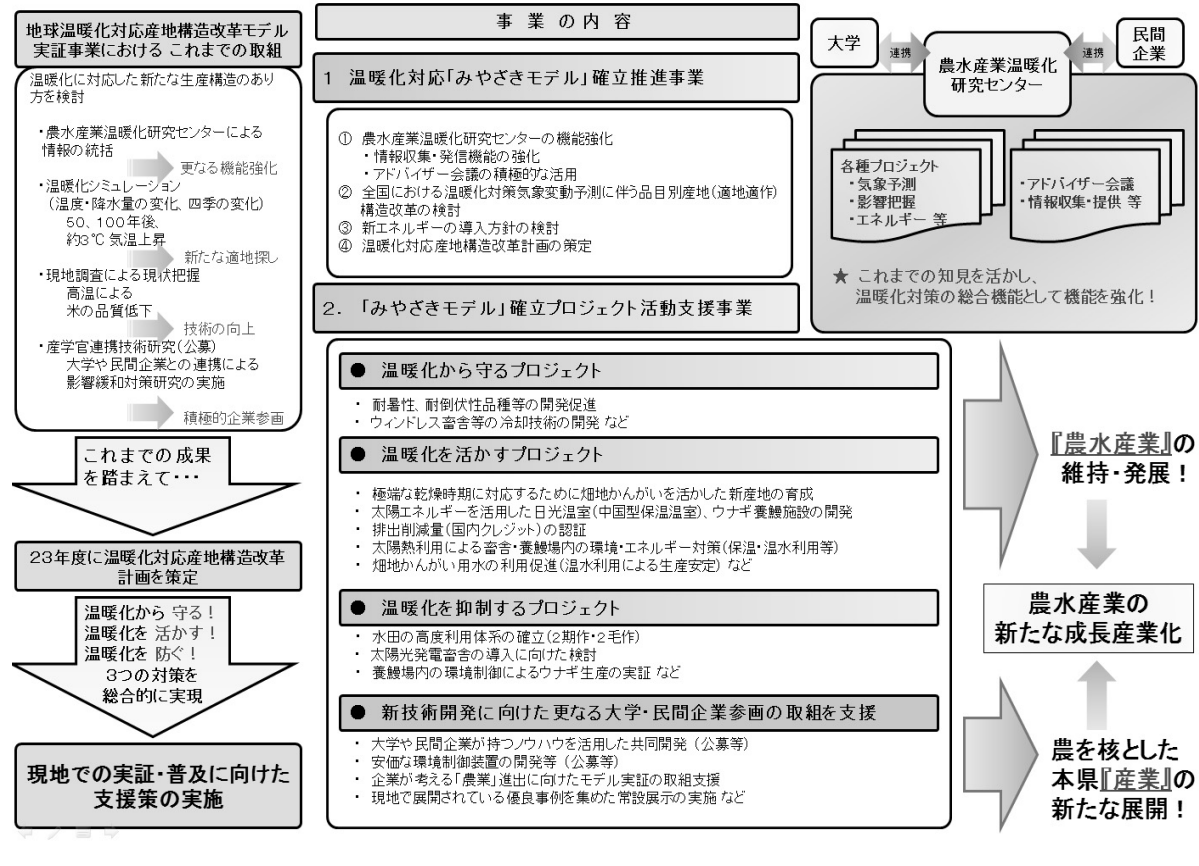 地球温暖化対応産地構造改革モデル
実証事業における これまでの取組
温暖化に対応した新たな生産構造のあり
方を検討
・農水産業温暖化研究センターによる
情報の統括
更なる機能強化
・温暖化シミュレーション
(温度・降水量の変化、四季の変化)
50、100年後、
約3℃気温上昇
新たな適地探し
・現地調査による現状把握
高温による
米の品質低下
技術の向上
・産学官連携技術研究(公募)
大学や民間企業との連携による
影響緩和対策研究の実施
積極的企業参画
これまでの成果
を踏まえて・・・
23年度に温暖化対応産地構造改革
計画を策定
温暖化から 守る！
温暖化を 活かす！
温暖化を 防ぐ！
3つの対策を
総合的に実現
現地での実証・普及に向けた
支援策の実施
事 業 の 内 容
1 温暖化対応「みやざきモデル」確立推進事業
① 農水産業温暖化研究センターの機能強化
・情報収集・発信機能の強化
・アドバイザー会議の積極的な活用
② 全国における温暖化対策気象変動予測に伴う品目別産地(適地適作)
構造改革の検討
③ 新エネルギーの導入方針の検討
④ 温暖化対応産地構造改革計画の策定
2. 「みやざきモデル」確立プロジェクト活動支援事業
● 温暖化から守るプロジェクト
・ 耐暑性、耐倒伏性品種等の開発促進
・ ウィンドレス畜舎等の冷却技術の開発 など
● 温暖化を活かすプロジェクト
・ 極端な乾燥時期に対応するために畑地かんがいを活かした新産地の育成
・ 太陽エネルギーを活用した日光温室(中国型保温温室)、ウナギ養鰻施設の開発
・ 排出削減量(国内クレジット)の認証
・ 太陽熱利用による畜舎・養鰻場内の環境・エネルギー対策(保温・温水利用等)
・ 畑地かんがい用水の利用促進(温水利用による生産安定) など
● 温暖化を抑制するプロジェクト
・ 水田の高度利用体系の確立(2期作・2毛作)
・ 太陽光発電畜舎の導入に向けた検討
・ 養鰻場内の環境制御によるウナギ生産の実証 など
● 新技術開発に向けた更なる大学・民間企業参画の取組を支援
・ 大学や民間企業が持つノウハウを活用した共同開発 (公募等)
・ 安価な環境制御装置の開発等 (公募等)
・ 企業が考える「農業」進出に向けたモデル実証の取組支援
・ 現地で展開されている優良事例を集めた常設展示の実施 など
大学
連携
農水産業温暖化
研究センター
連携
民間
企業
各種プロジェクト
・気象予測
・影響把握
・エネルギー 等
・アドバイザー会議
・情報収集・提供 等
★ これまでの知見を活かし、
温暖化対策の総合機能として機能を強化！
『農水産業』の
維持・発展！
農水産業の
新たな成長産業化
農を核とした
本県『産業』の
新たな展開！